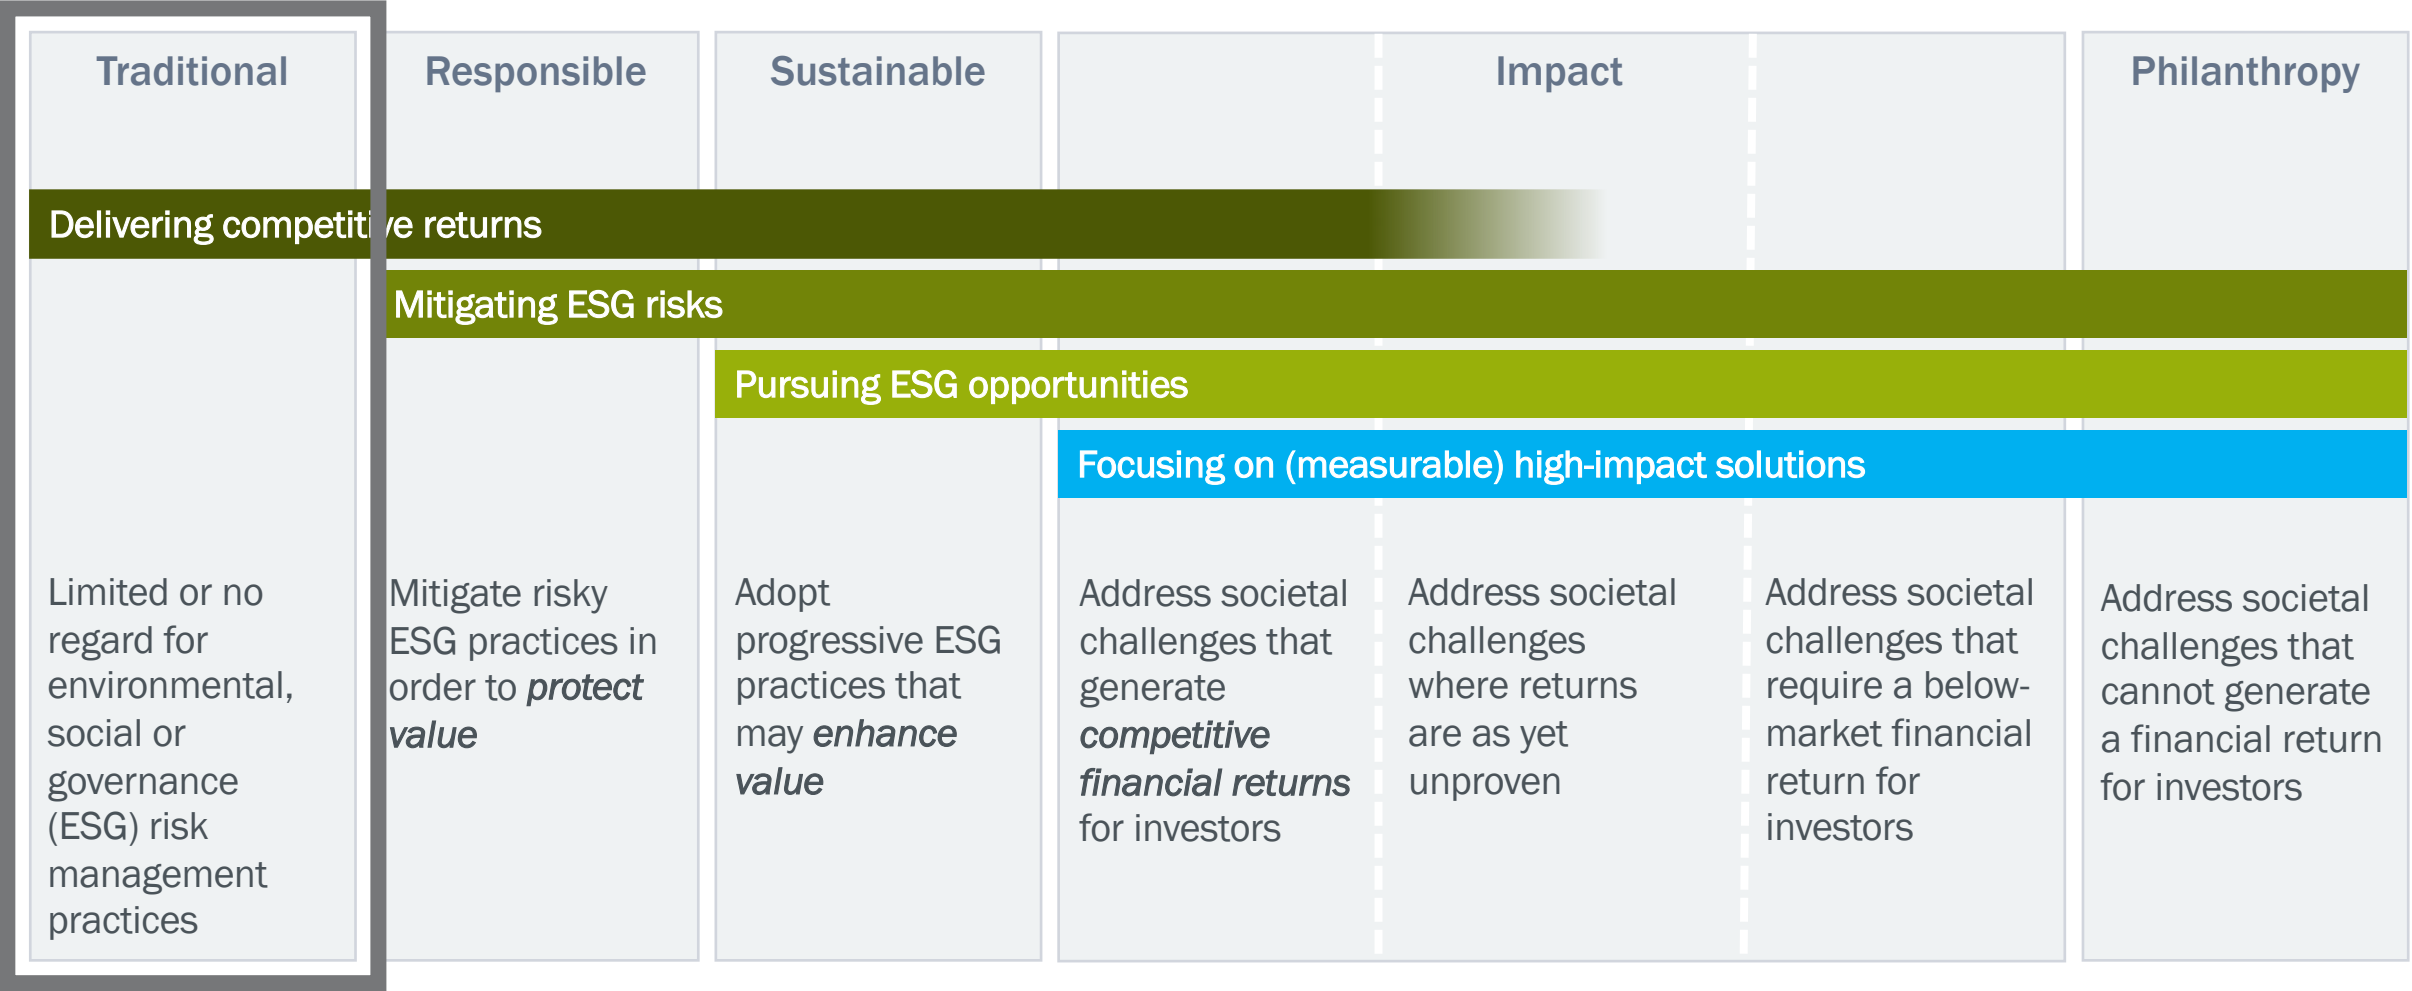 Traditional
Responsible
Sustainable
Impact
Philanthropy
Delivering competitive returns
Mitigating ESG risks
Pursuing ESG opportunities
Focusing on (measurable) high-impact solutions
Limited or no
regard for
environmental,
social or
governance
(ESG) risk
management
practices
Mitigate risky
ESG practices in
order to protect
value
Adopt
progressive ESG
practices that
may enhance
value
Address societal
challenges that
generate
competitive
financial returns
for investors
Address societal
challenges
where returns
are as yet
unproven
Address societal
challenges that
require a below-
market financial
return for
investors
Address societal
challenges that
cannot generate
a financial return
for investors